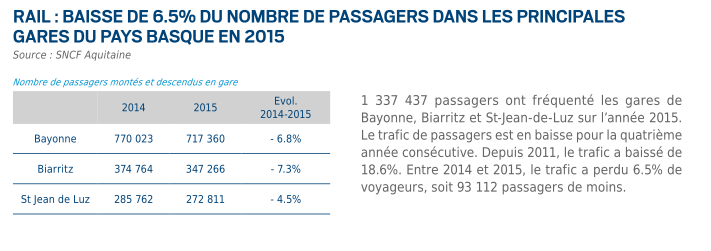 RAIL : BAISSE DE 6.5% DU NOMBRE DE PASSAGERS DANS LES PRINCIPALES
GARES DU PAYS BASQUE EN 2015
Source : SNCF Aquitaine
Nombre de passagers montés et descendus en gare
2014 2015 Evol. 2014-2015
Bayonne 770 023 717 360 - 6.8%
Biarritz 374 764 347 266 - 7.3%
St Jean de Luz 285 762 272 811 - 4.5%
1 337 437 passagers ont fréquenté les gares de
Bayonne, Biarritz et St-Jean-de-Luz sur l’année 2015.
Le trafic de passagers est en baisse pour la quatrième
année consécutive. Depuis 2011, le trafic a baissé de
18.6%. Entre 2014 et 2015, le trafic a perdu 6.5% de
voyageurs, soit 93 112 passagers de moins.